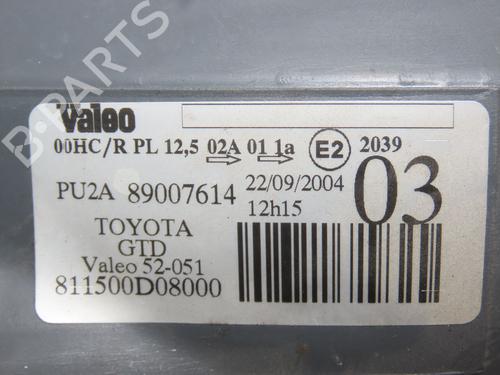 Valeo
00HC/R PL 12,5 02A 01 1a E2 2039
PU2A 89007614 22/09/2004 03
12h15
TOYOTA
GTD
Valeo 52-051
811500D08000
B-PARTS